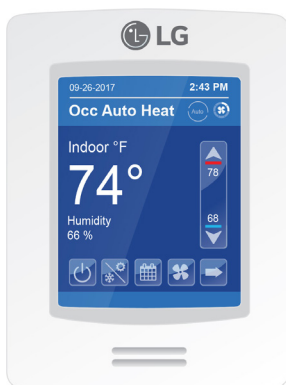 LG
09-26-2017 2:43 PM
Occ Auto Heat Auto
Indoor °F
74°
78
Humidity
66 %
68